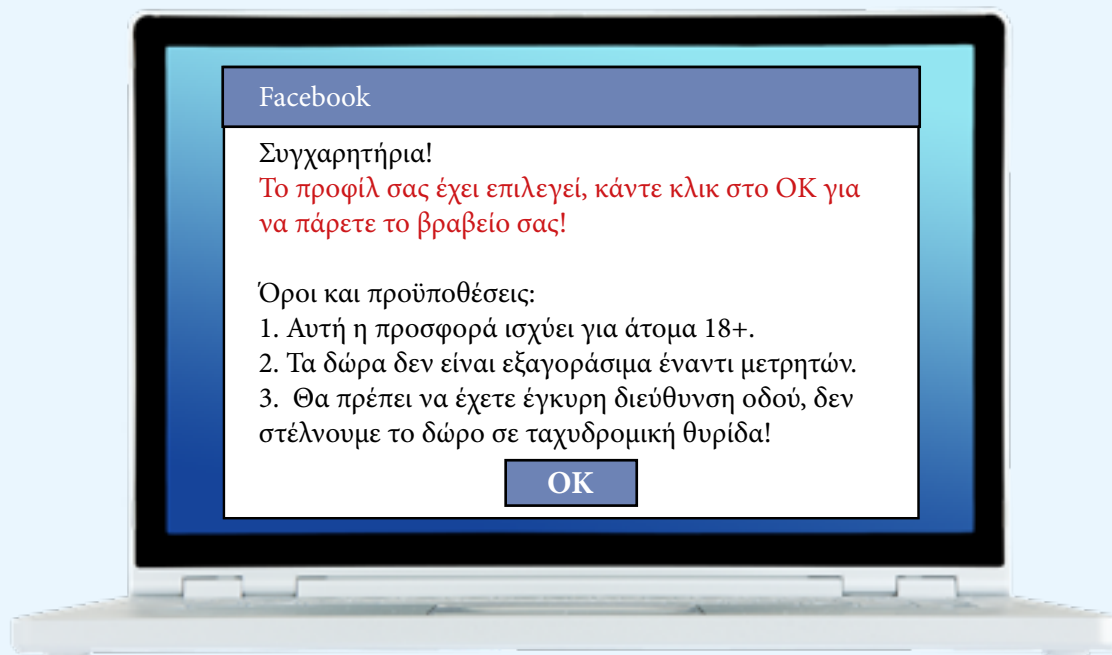 Facebook
Συγχαρητήρια!
Το προφίλ σας έχει επιλεγεί, κάντε κλικ στο ΟΚ για
να πάρετε το βραβείο σας!
Όροι και προϋποθέσεις:
1. Αυτή η προσφορά ισχύει για άτομα 18+.
2. Τα δώρα δεν είναι εξαγοράσιμα έναντι μετρητών.
3. Θα πρέπει να έχετε έγκυρη διεύθυνση οδού, δεν
στέλνουμε το δώρο σε ταχυδρομική θυρίδα!
ΟΚ